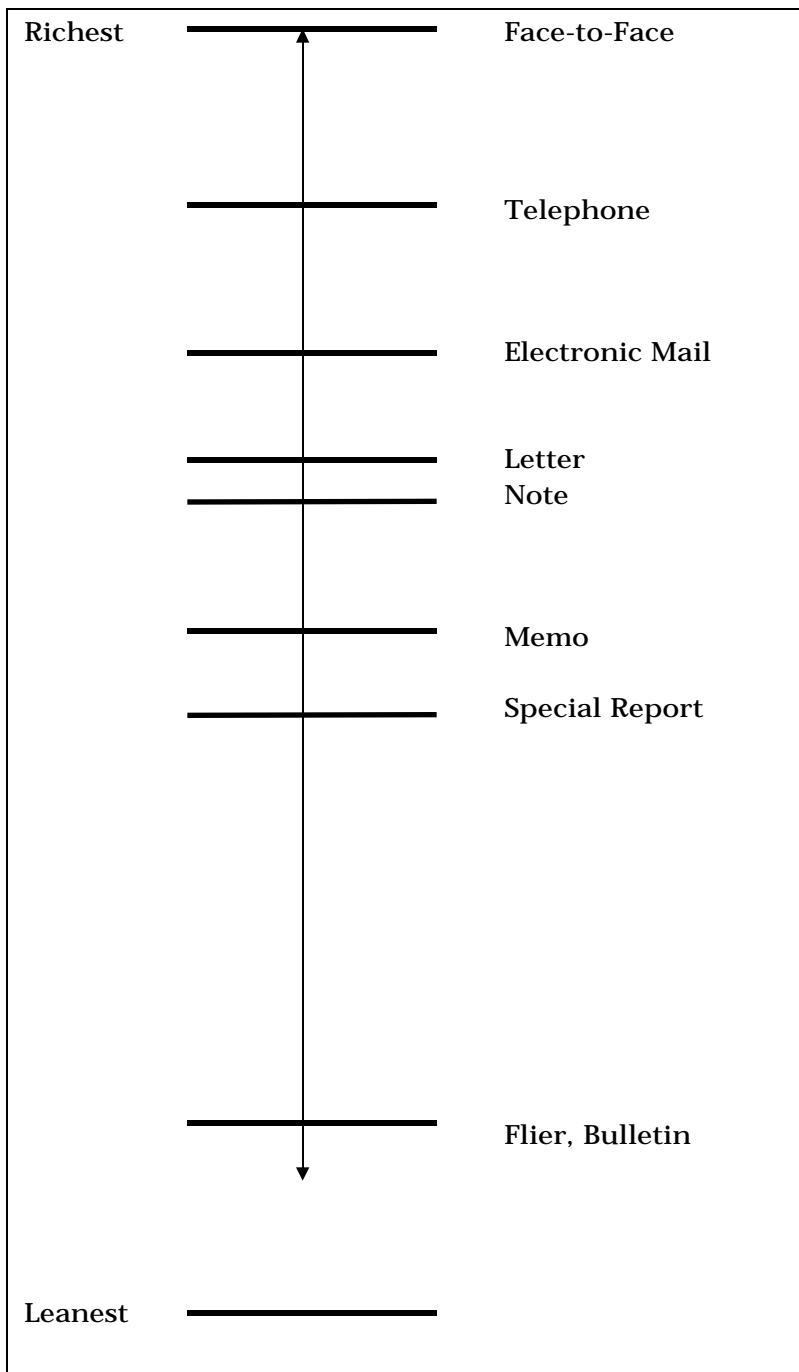 Richest Face-to-Face
Telephone
Electronic Mail
Letter
Note
Memo
Special Report
Flier, Bulletin
Leanest